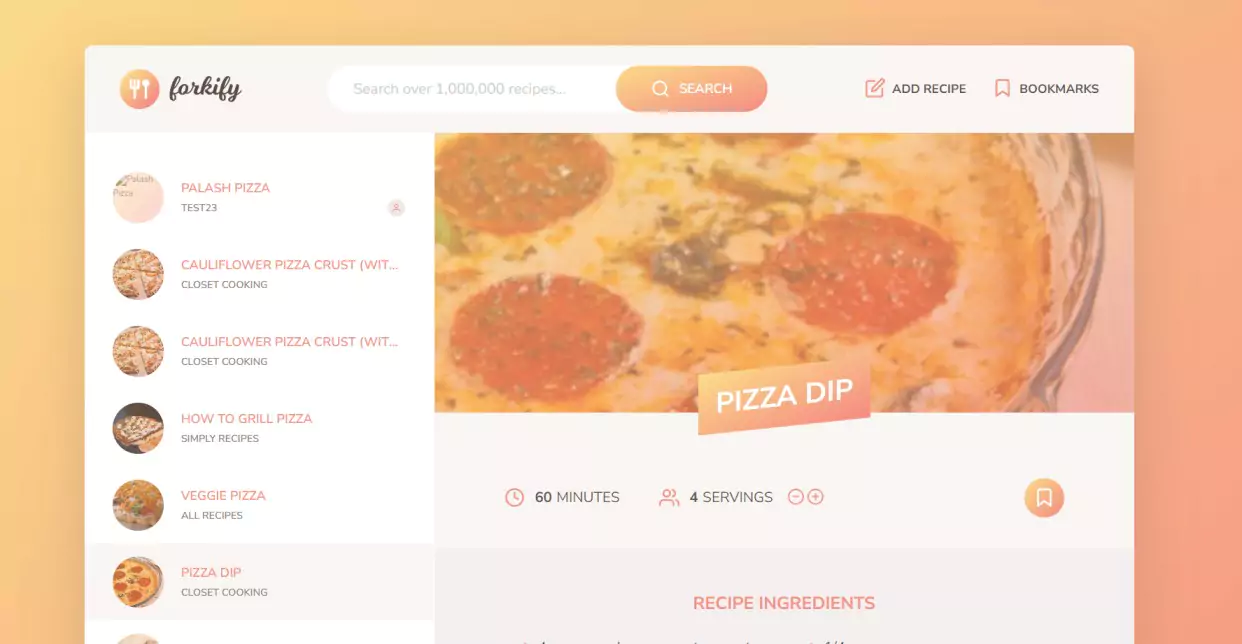 forkify
Search over 1,000,000 recipes...
SEARCH
ADD RECIPE
BOOKMARKS
Palash
Pizza
PALASH PIZZA
TEST23
CAULIFLOWER PIZZA CRUST (WIT...
CLOSET COOKING
CAULIFLOWER PIZZA CRUST (WIT...
CLOSET COOKING
HOW TO GRILL PIZZA
SIMPLY RECIPES
VEGGIE PIZZA
ALL RECIPES
PIZZA DIP
CLOSET COOKING
PIZZA DIP
60 MINUTES
4 SERVINGS
RECIPE INGREDIENTS